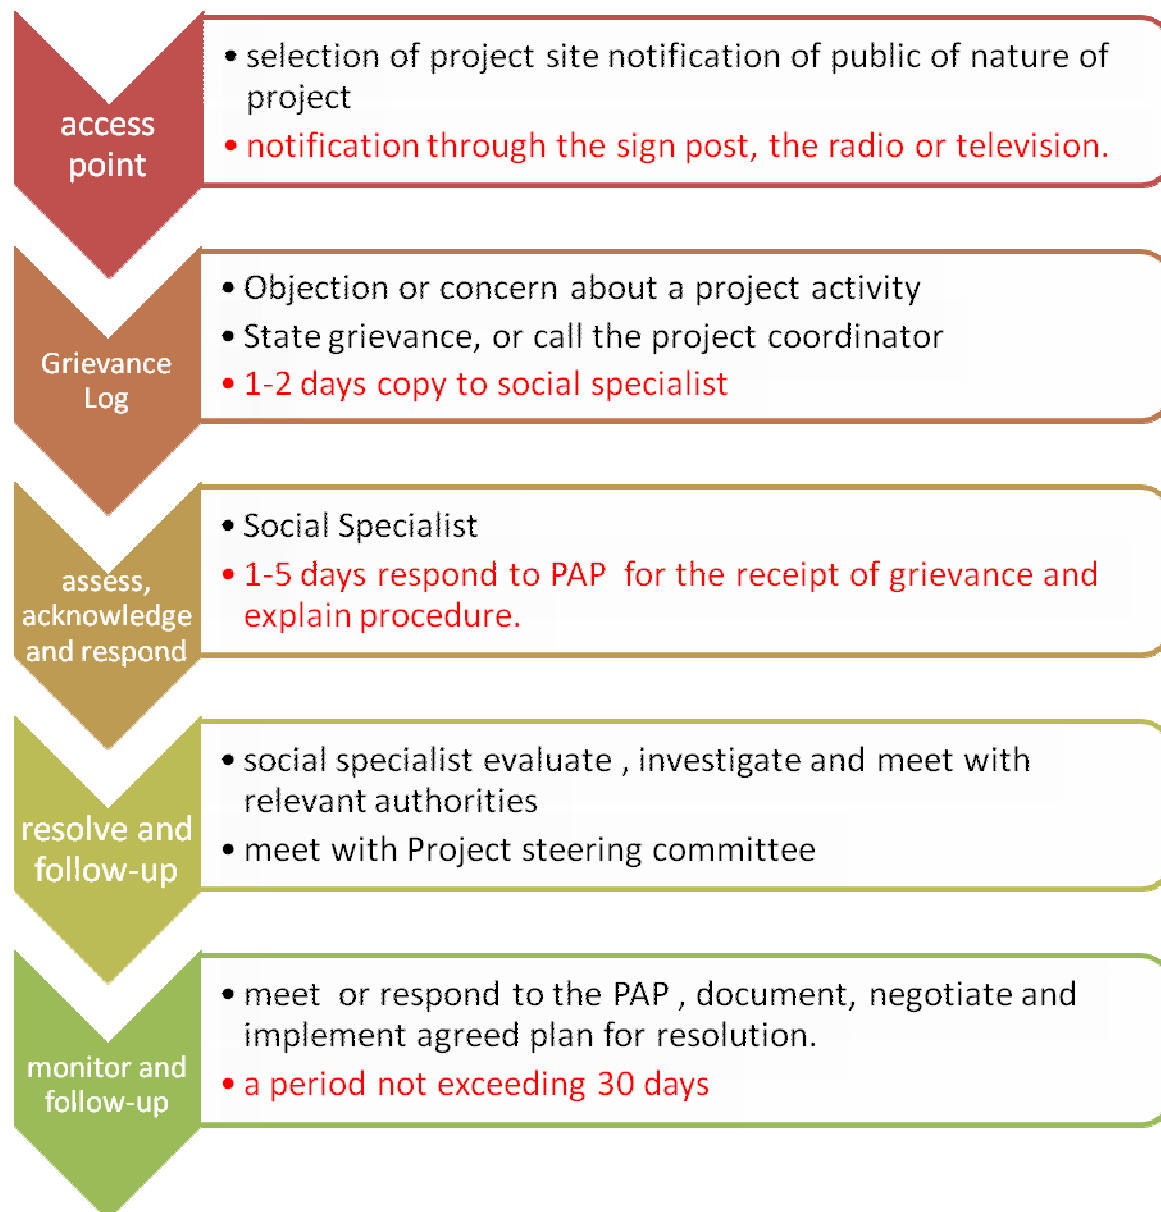 access
point
• selection of project site notification of public of nature of
project
• notification through the sign post, the radio or television.
Grievance
Log
• Objection or concern about a project activity
• State grievance, or call the project coordinator
• 1-2 days copy to social specialist
assess,
acknowledge
and respond
• Social Specialist
• 1-5 days respond to PAP for the receipt of grievance and
explain procedure.
resolve and
follow-up
• social specialist evaluate , investigate and meet with
relevant authorities
• meet with Project steering committee
monitor and
follow-up
• meet or respond to the PAP , document, negotiate and
implement agreed plan for resolution.
• a period not exceeding 30 days